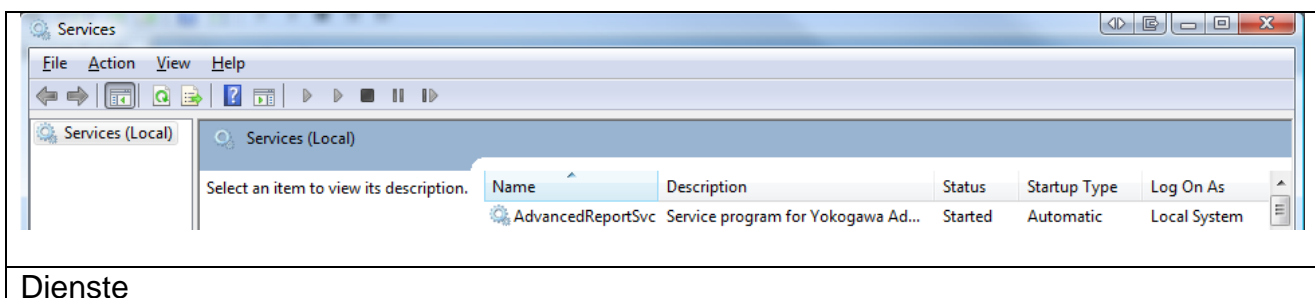 Services
File Action View Help
Services (Local) Services (Local)
Select an item to view its description. Name Description Status Startup Type Log On As
AdvancedReportSvc Service program for Yokogawa Ad... Started Automatic Local System
Dienste